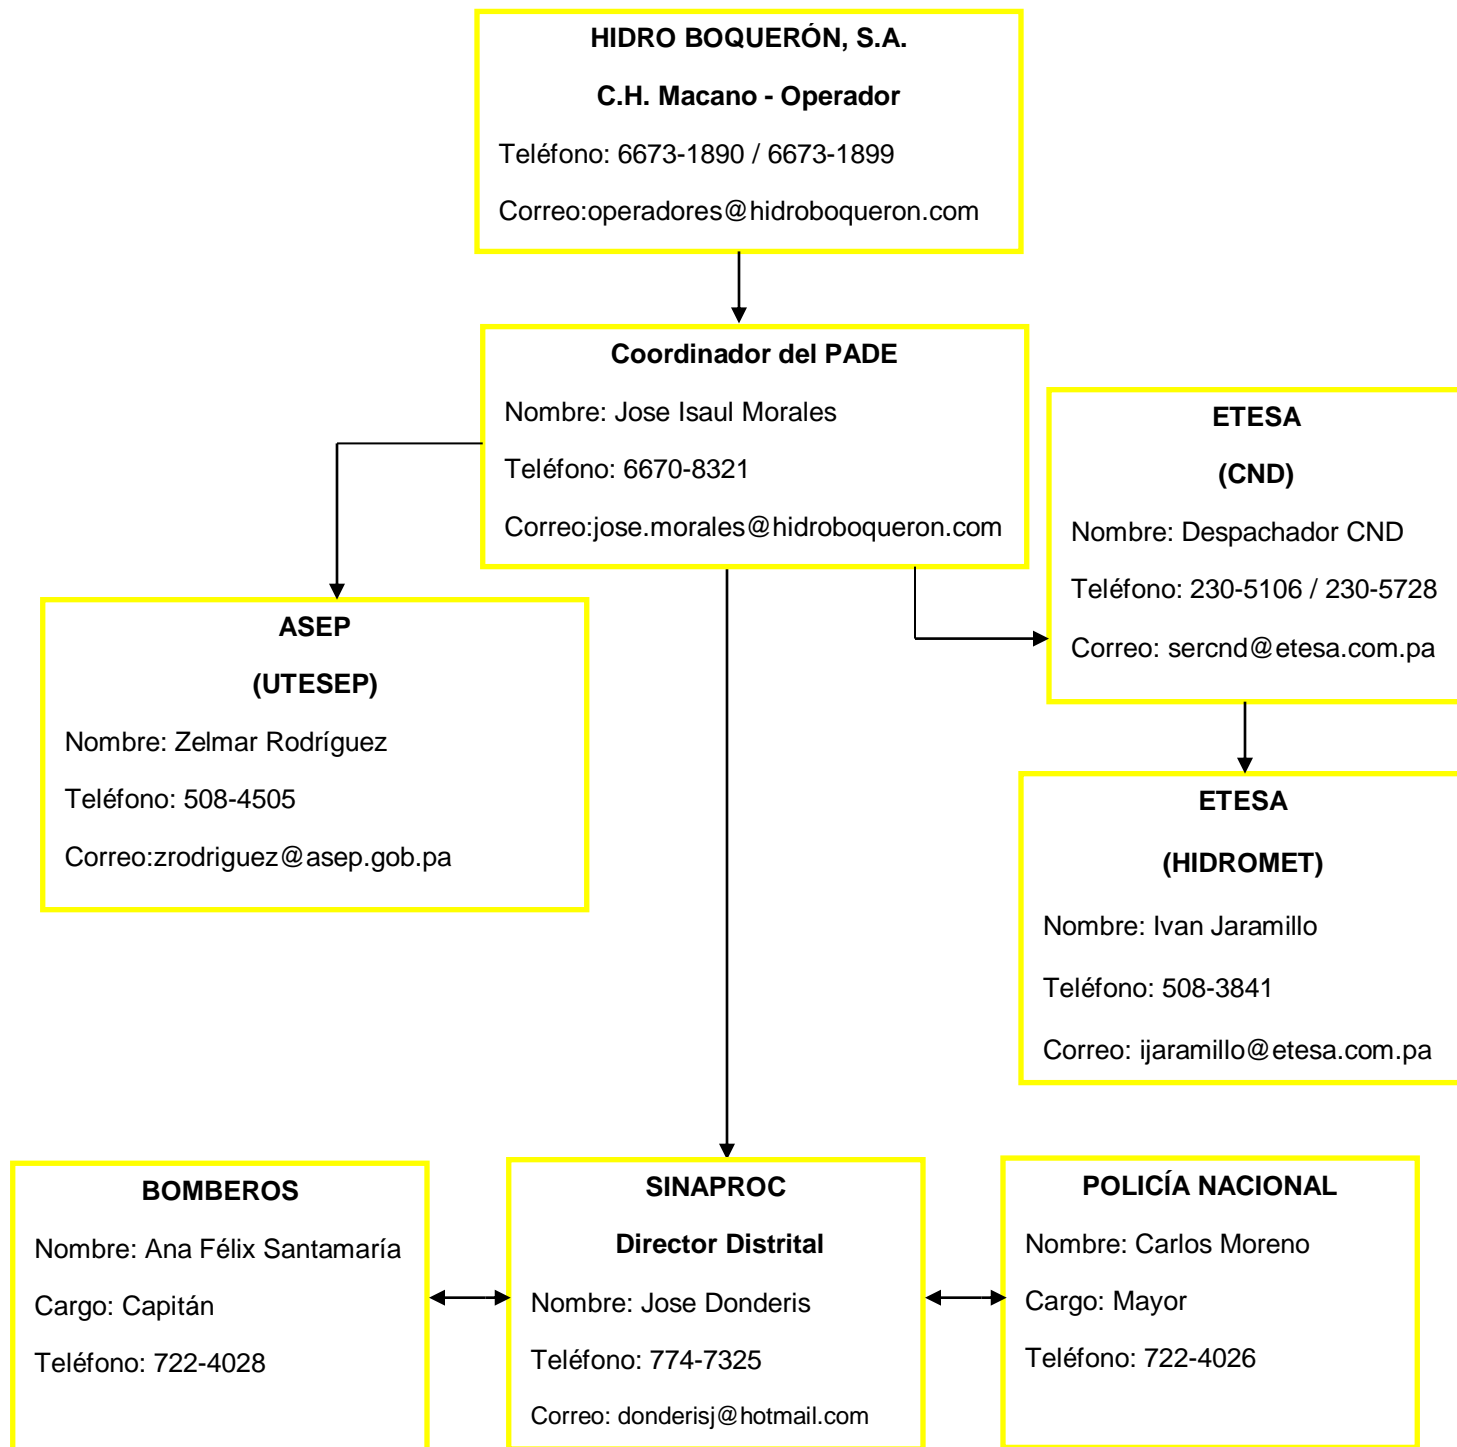 HIDRO BOQUERÓN, S.A.
C.H. Macano - Operador
Teléfono: 6673-1890 / 6673-1899
Correo:operadores@hidroboqueron.com
Coordinador del PADE
Nombre: Jose Isaul Morales
Teléfono: 6670-8321
Correo:jose.morales@hidroboqueron.com
ETESA
(CND)
Nombre: Despachador CND
Teléfono: 230-5106 / 230-5728
Correo: sercnd@etesa.com.pa
ASEP
(UTESEP)
Nombre: Zelmar Rodríguez
Teléfono: 508-4505
Correo:zrodriguez@asep.gob.pa
ETESA
(HIDROMET)
Nombre: Ivan Jaramillo
Teléfono: 508-3841
Correo: ijaramillo@etesa.com.pa
BOMBEROS
Nombre: Ana Félix Santamaría
Cargo: Capitán
Teléfono: 722-4028
SINAPROC
Director Distrital
Nombre: Jose Donderis
Teléfono: 774-7325
Correo: donderisj@hotmail.com
POLICÍA NACIONAL
Nombre: Carlos Moreno
Cargo: Mayor
Teléfono: 722-4026